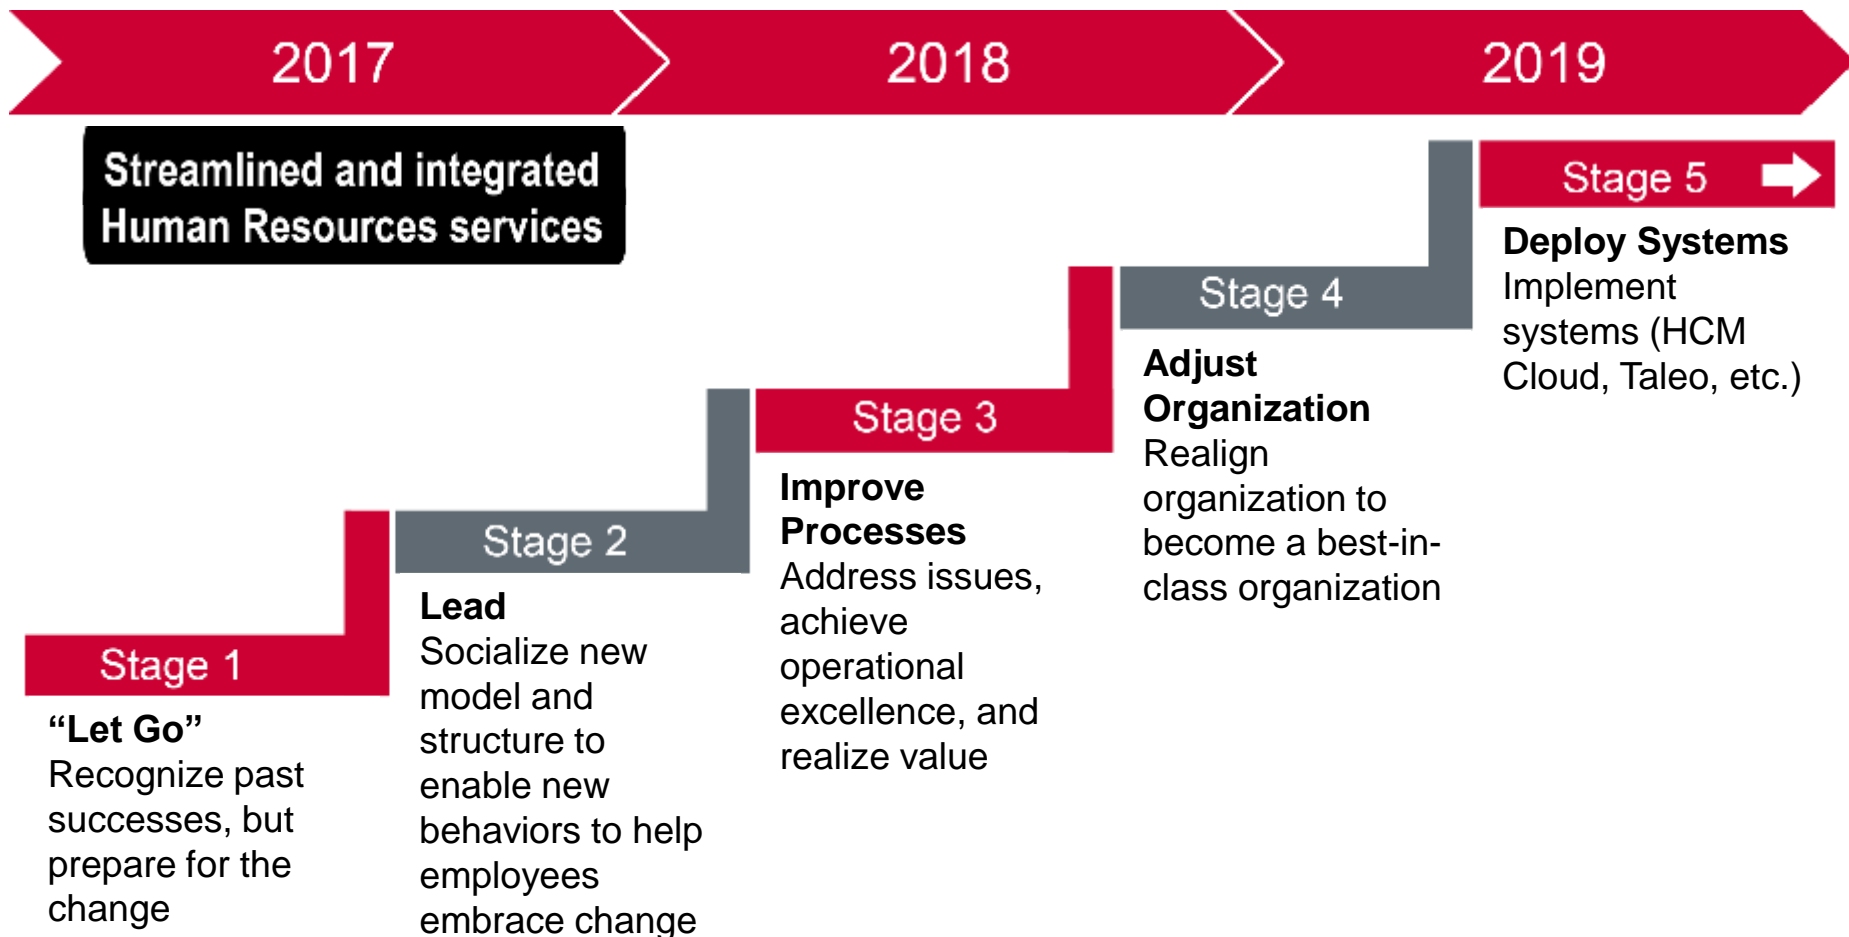 2017
2018
2019
Streamlined and integrated
Human Resources services
Stage 1
“Let Go”
Recognize past
successes, but
prepare for the
change
Stage 2
Lead
Socialize new
model and
structure to
enable new
behaviors to help
employees
embrace change
Stage 3
Improve
Processes
Address issues,
achieve
operational
excellence, and
realize value
Stage 4
Adjust
Organization
Realign
organization to
become a best-in-
class organization
Stage 5
Deploy Systems
Implement
systems (HCM
Cloud, Taleo, etc.)